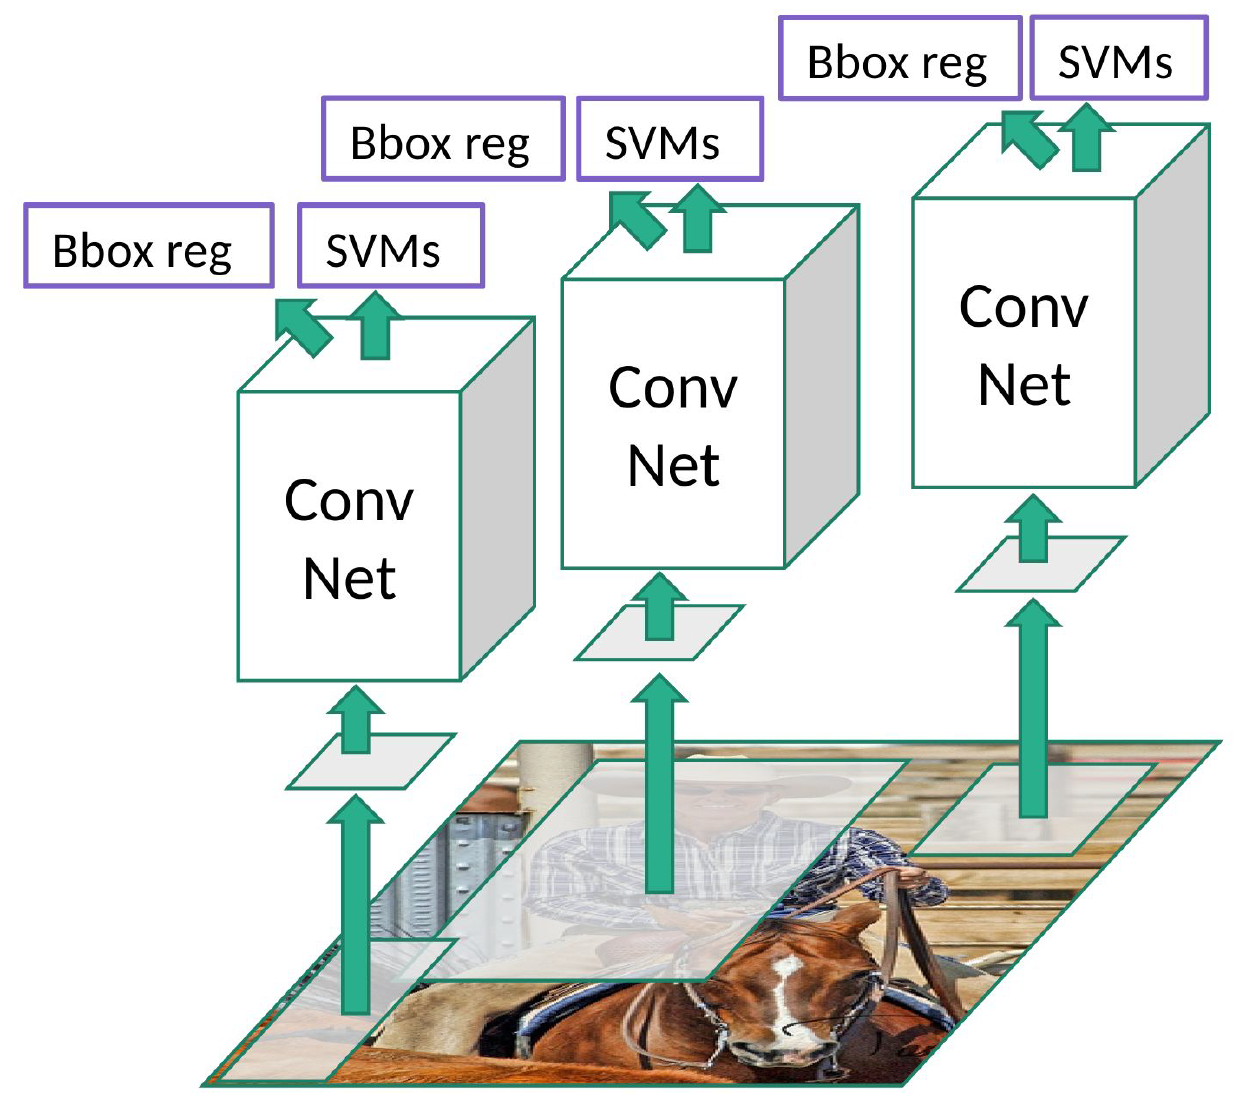 Bbox reg SVMs
Bbox reg SVMs
Bbox reg SVMs
Conv
Net
Conv
Net
Conv
Net